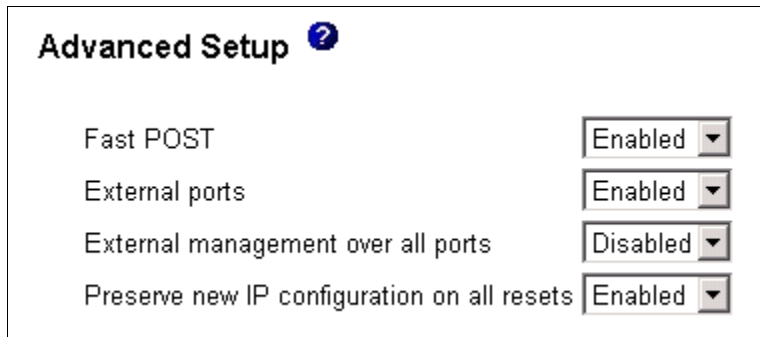 Advanced Setup ?
Fast POST Enabled
External ports Enabled
External management over all ports Disabled
Preserve new IP configuration on all resets Enabled